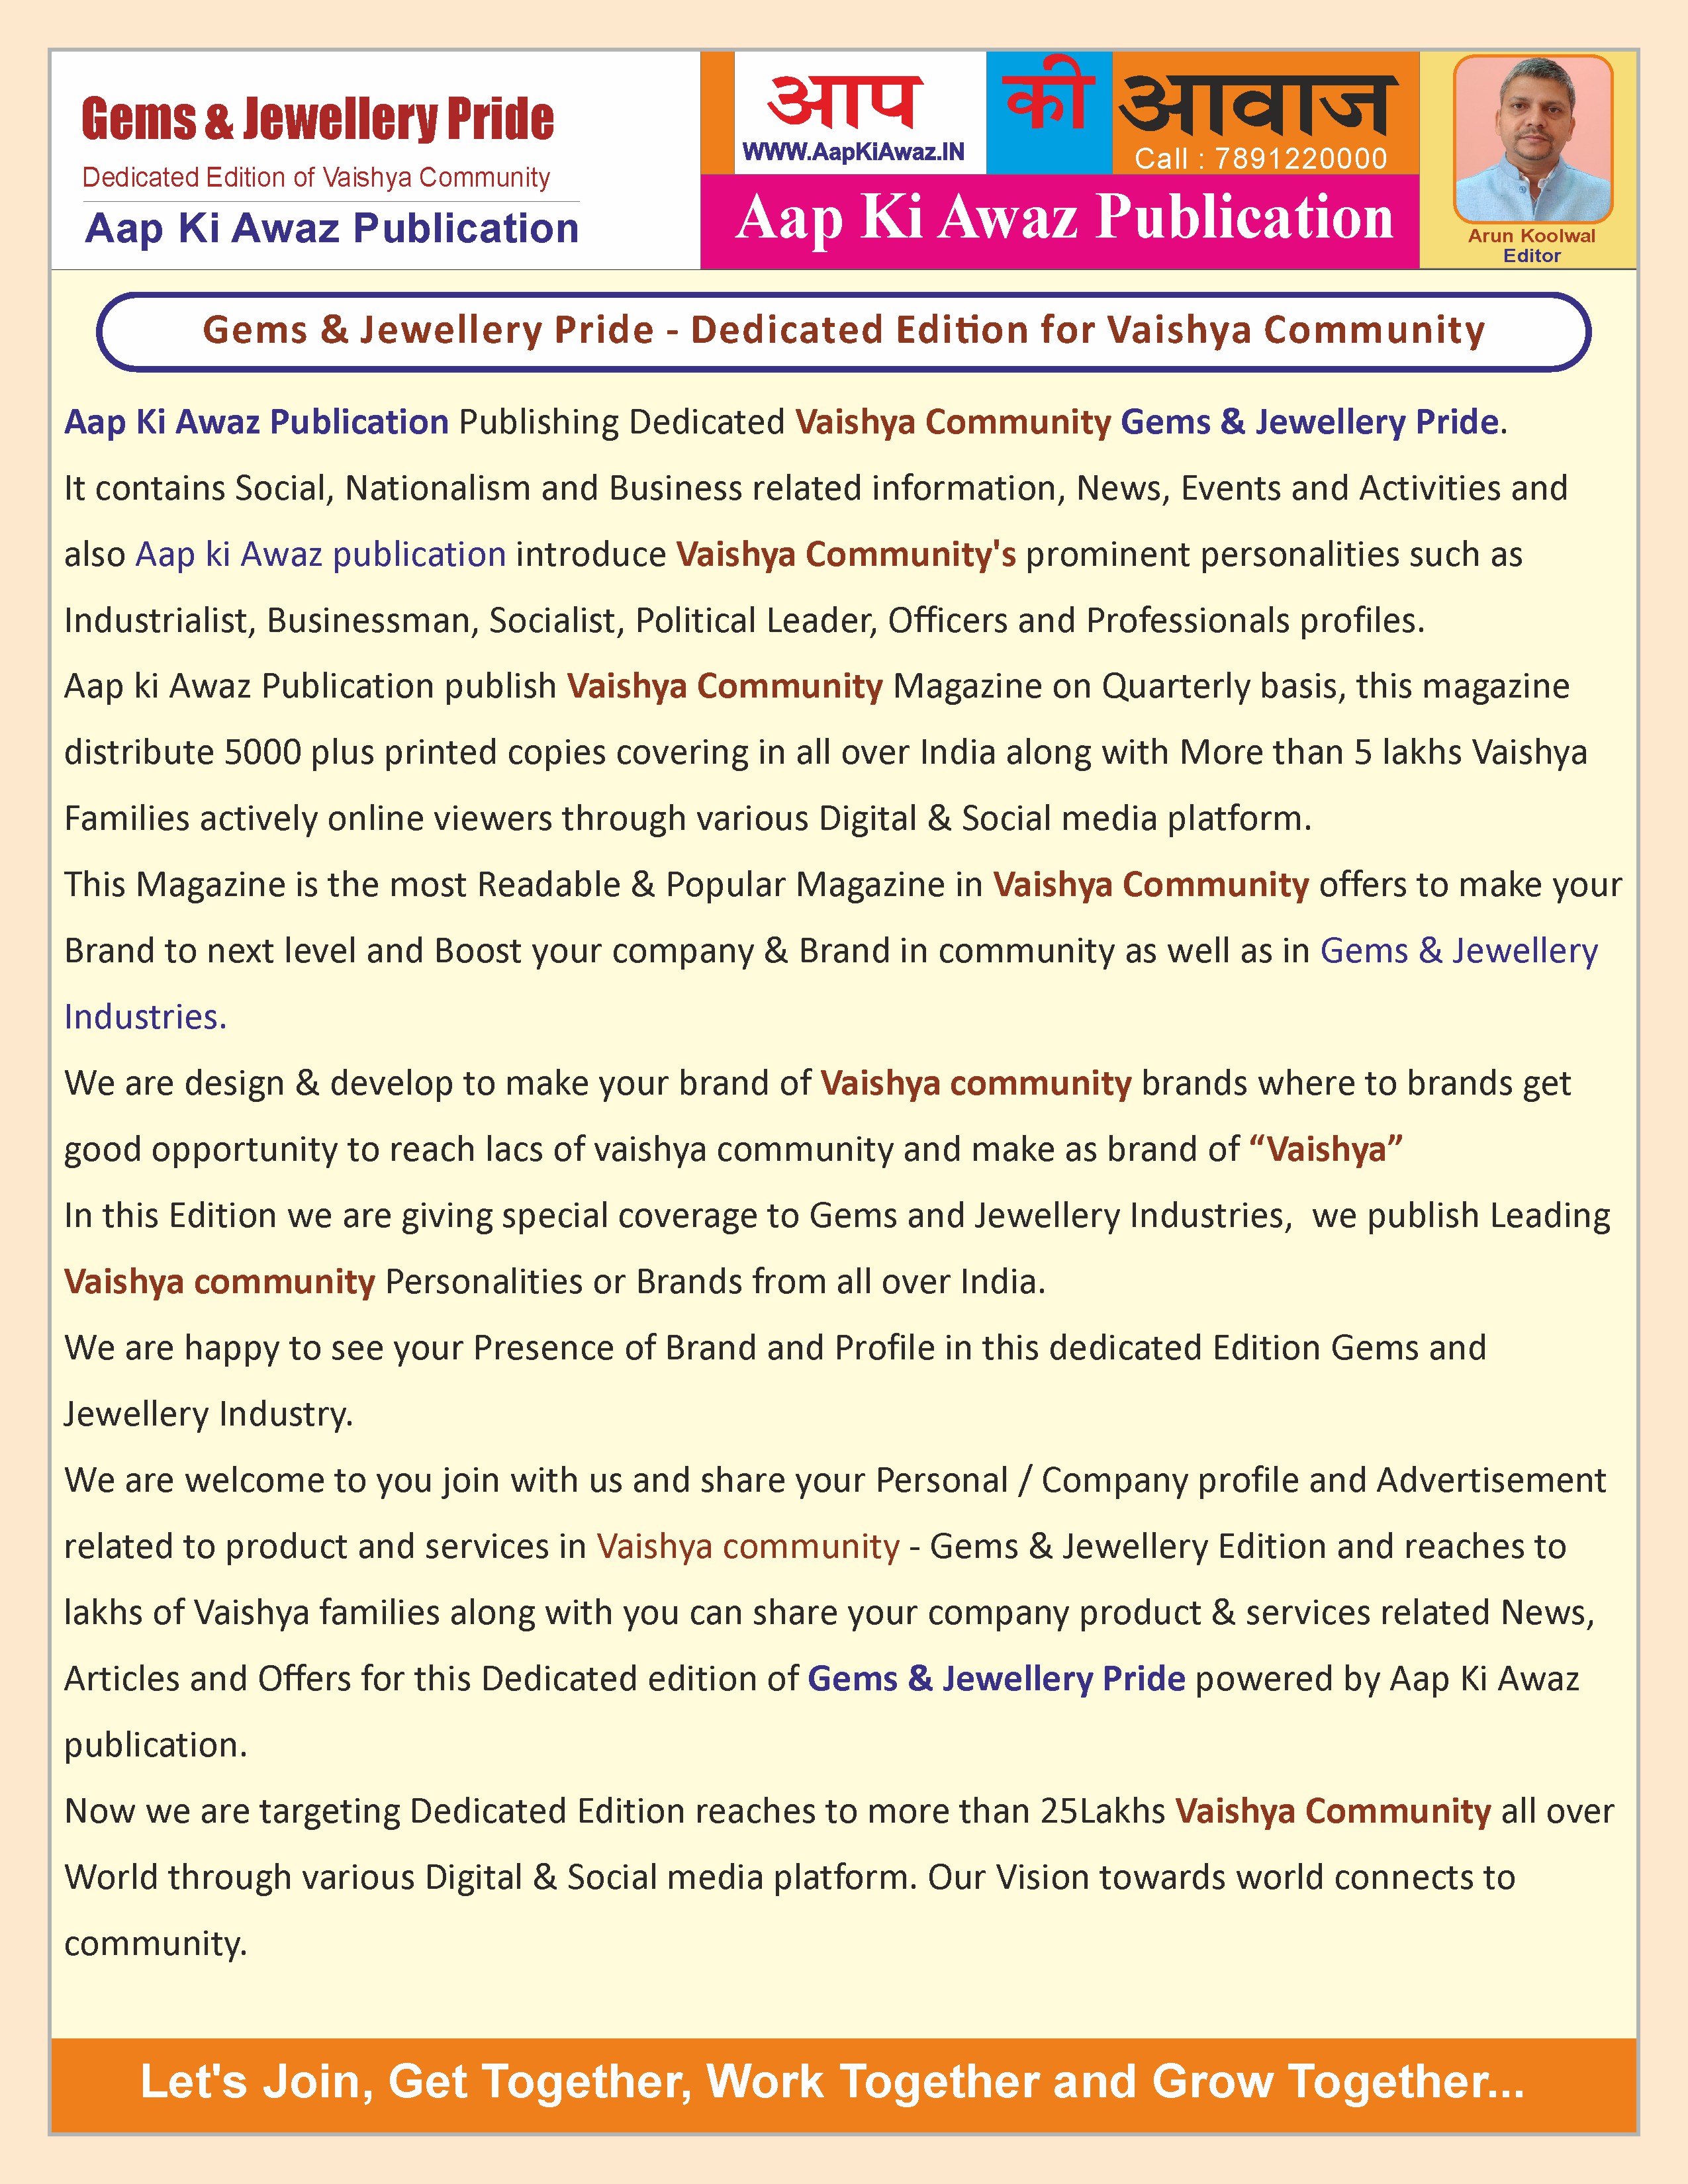 Gems & Jewellery Pride
Dedicated Edition of Vaishya Community
Aap Ki Awaz Publication
आप की आवाज
WWW.AapKiAwaz.IN
Call : 7891220000
Aap Ki Awaz Publication
Arun Koolwal
Editor
Gems & Jewellery Pride - Dedicated Edition for Vaishya Community
Aap Ki Awaz Publication Publishing Dedicated Vaishya Community Gems & Jewellery Pride.
It contains Social, Nationalism and Business related information, News, Events and Activities and
also Aap ki Awaz publication introduce Vaishya Community's prominent personalities such as
Industrialist, Businessman, Socialist, Political Leader, Officers and Professionals profiles.
Aap ki Awaz Publication publish Vaishya Community Magazine on Quarterly basis, this magazine
distribute 5000 plus printed copies covering in all over India along with More than 5 lakhs Vaishya
Families actively online viewers through various Digital & Social media platform.
This Magazine is the most Readable & Popular Magazine in Vaishya Community offers to make your
Brand to next level and Boost your company & Brand in community as well as in Gems & Jewellery
Industries.
We are design & develop to make your brand of Vaishya community brands where to brands get
good opportunity to reach lacs of vaishya community and make as brand of “Vaishya”
In this Edition we are giving special coverage to Gems and Jewellery Industries, we publish Leading
Vaishya community Personalities or Brands from all over India.
We are happy to see your Presence of Brand and Profile in this dedicated Edition Gems and
Jewellery Industry.
We are welcome to you join with us and share your Personal / Company profile and Advertisement
related to product and services in Vaishya community - Gems & Jewellery Edition and reaches to
lakhs of Vaishya families along with you can share your company product & services related News,
Articles and Offers for this Dedicated edition of Gems & Jewellery Pride powered by Aap Ki Awaz
publication.
Now we are targeting Dedicated Edition reaches to more than 25Lakhs Vaishya Community all over
World through various Digital & Social media platform. Our Vision towards world connects to
community.
Let's Join, Get Together, Work Together and Grow Together...